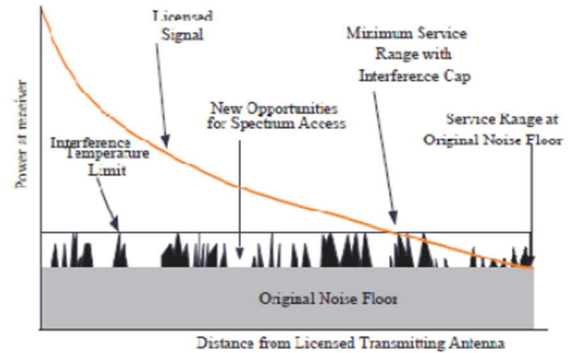 Licensed
Signal
Minimum Service
Range with
Interference Cap
New Opportunities
for Spectrum Access
Service Range at
Original Noise Floor
Interference
Temperature
Limit
Power at receiver
Original Noise Floor
Distance from Licensed Transmitting Antenna